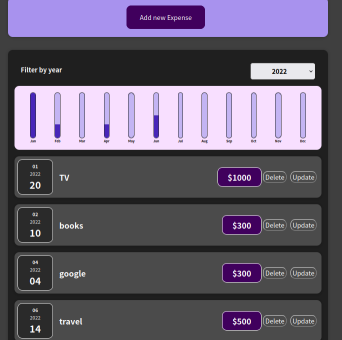 Add new Expense
Filter by year
2022
Jan Feb Mar Apr May Jun Jul Aug Sep Oct Nov Dec
01
2022
20
TV
$1000
Delete
Update
02
2022
10
books
$300
Delete
Update
04
2022
04
google
$300
Delete
Update
06
2022
14
travel
$500
Delete
Update